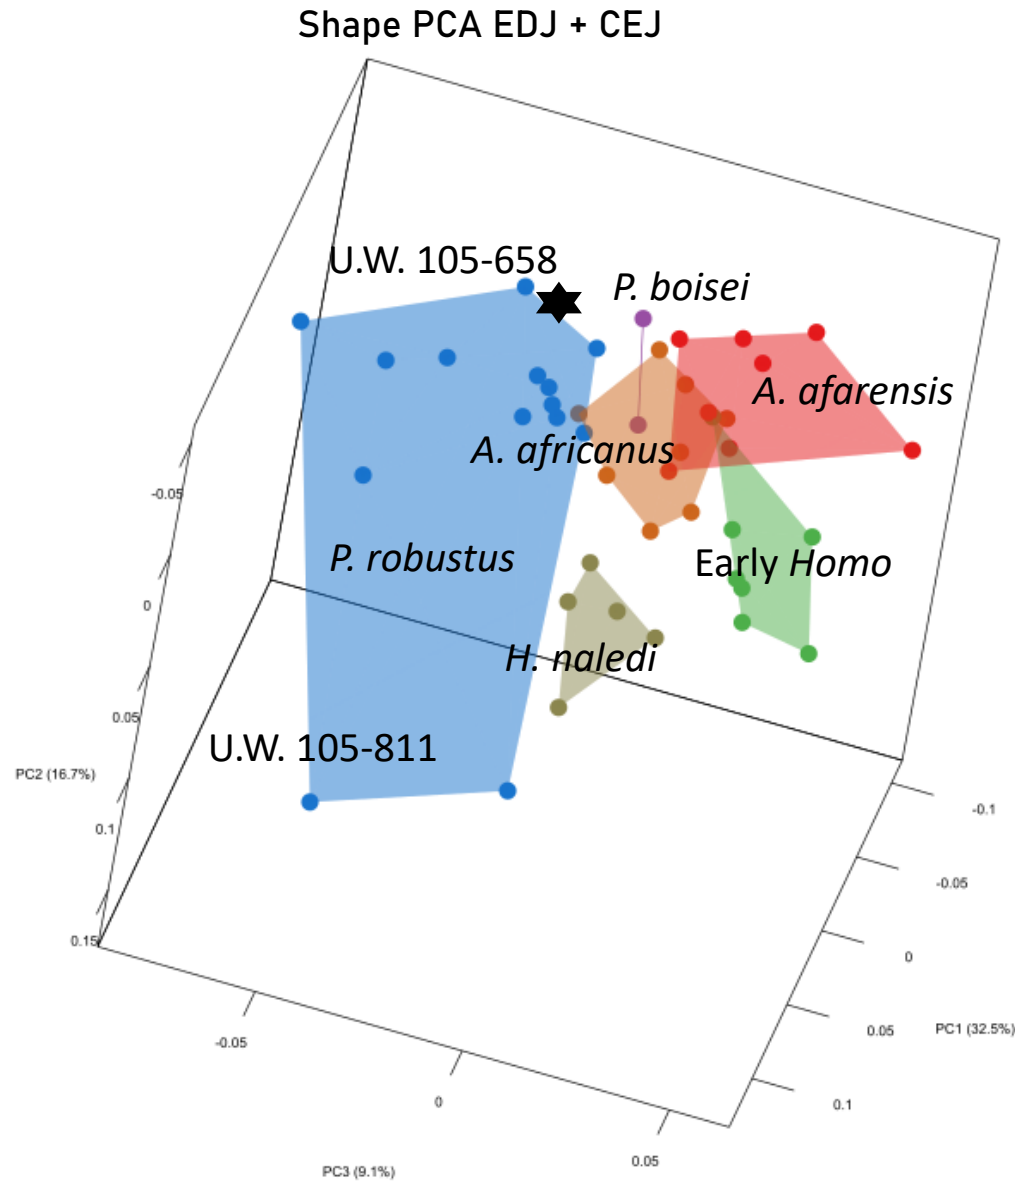 Shape PCA EDJ + CEJ
U.W. 105-658
P. boisei
A. afarensis
A. africanus
P. robustus
Early Homo
H. naledi
U.W. 105-811
-0.05
0
0.05
PC2 (16.7%)
0.1
0.15
-0.1
-0.05
0
0.05
PC1 (32.5%)
0.1
-0.05
0
0.05
PC3 (9.1%)